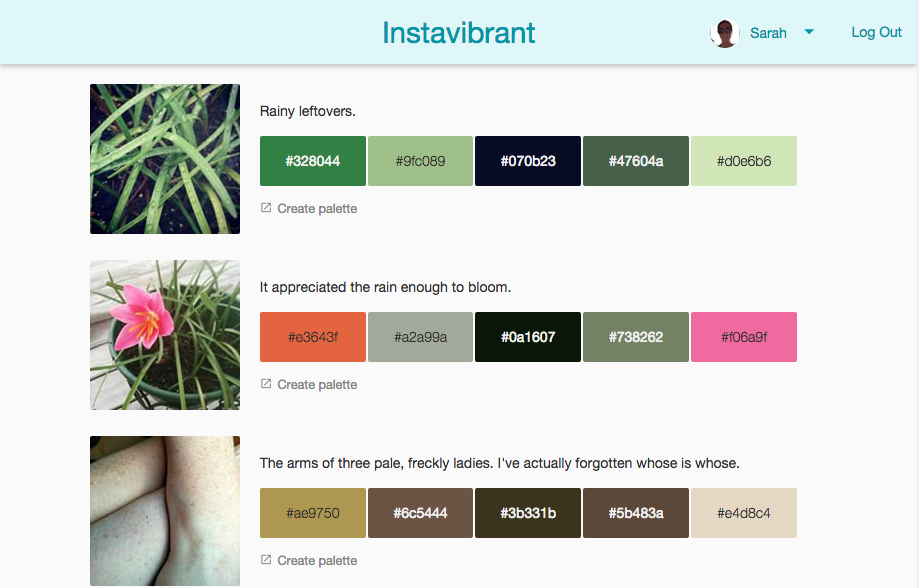 Instavibrant
Sarah
Log Out
Rainy leftovers.
#328044 #9fc089 #070b23 #47604a #d0e6b6
Create palette
It appreciated the rain enough to bloom.
#e3643f #a2a99a #0a1607 #738262 #f06a9f
Create palette
The arms of three pale, freckly ladies. I've actually forgotten whose is whose.
#ae9750 #6c5444 #3b331b #5b483a #e4d8c4
Create palette